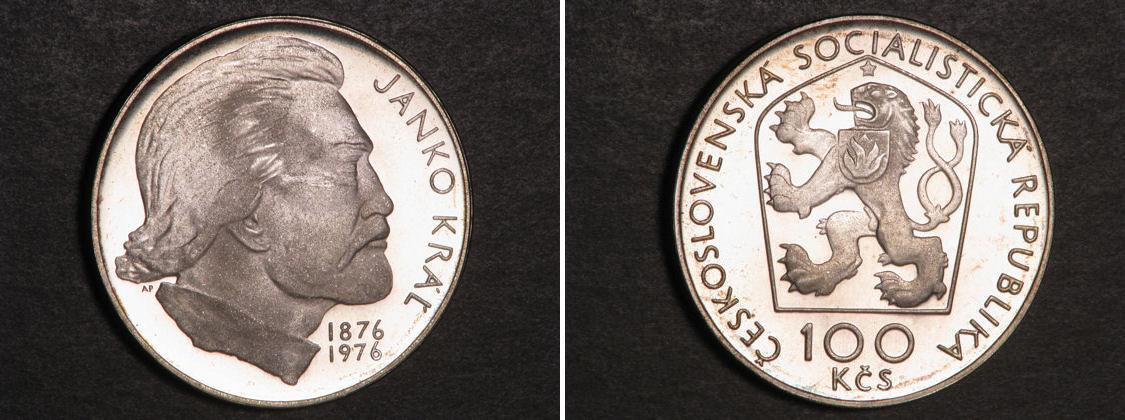 JANKO KRÁĽ
AP
1876
1976
ČESKOSLOVENSKÁ SOCIALISTICKÁ REPUBLIKA
100
KČS